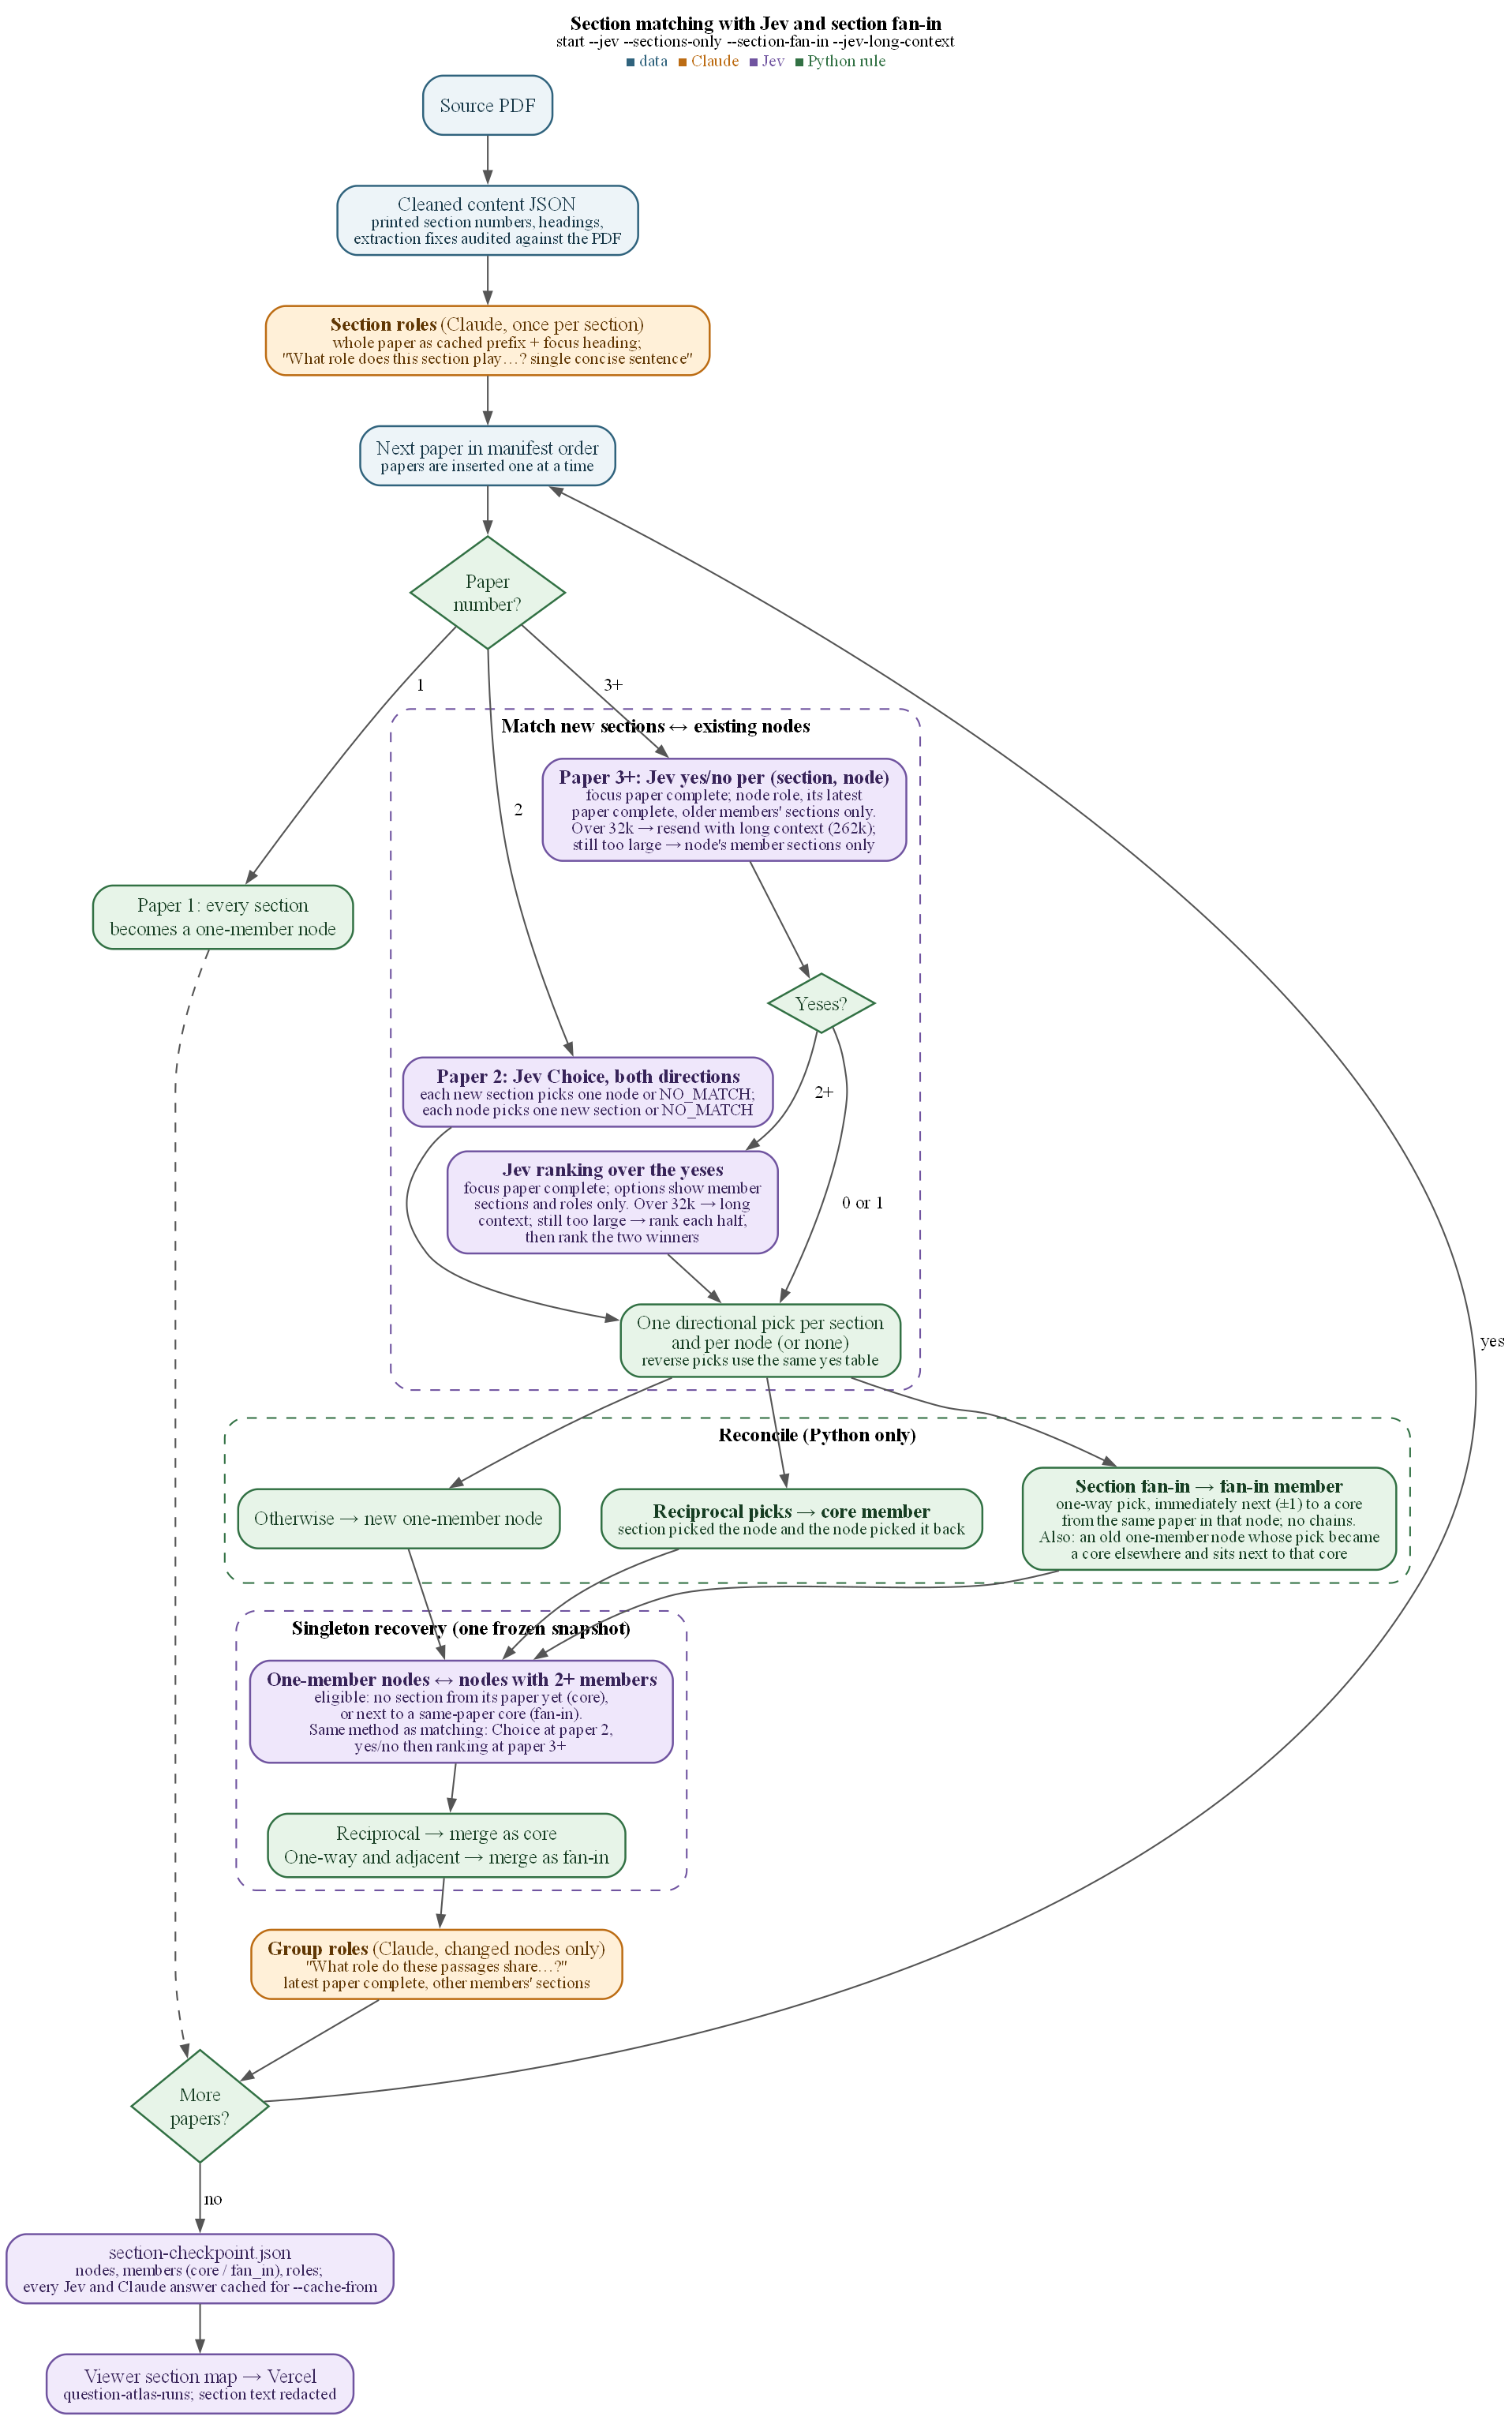 Section matching with Jev and section fan-in
start --jev --sections-only --section-fan-in --jev-long-context
■ data ■ Claude ■ Jev ■ Python rule
Source PDF
Cleaned content JSON
printed section numbers, headings,
extraction fixes audited against the PDF
Section roles (Claude, once per section)
whole paper as cached prefix + focus heading;
"What role does this section play…? single concise sentence"
Next paper in manifest order
papers are inserted one at a time
Paper
number?
1
3+
2
Match new sections ↔ existing nodes
Paper 3+: Jev yes/no per (section, node)
focus paper complete; node role, its latest
paper complete, older members' sections only.
Over 32k → resend with long context (262k);
still too large → node's member sections only
Paper 1: every section
becomes a one-member node
Yeses?
2+
0 or 1
Paper 2: Jev Choice, both directions
each new section picks one node or NO_MATCH;
each node picks one new section or NO_MATCH
Jev ranking over the yeses
focus paper complete; options show member
sections and roles only. Over 32k → long
context; still too large → rank each half,
then rank the two winners
One directional pick per section
and per node (or none)
reverse picks use the same yes table
yes
Reconcile (Python only)
Otherwise → new one-member node
Reciprocal picks → core member
section picked the node and the node picked it back
Section fan-in → fan-in member
one-way pick, immediately next (±1) to a core
from the same paper in that node; no chains.
Also: an old one-member node whose pick became
a core elsewhere and sits next to that core
Singleton recovery (one frozen snapshot)
One-member nodes ↔ nodes with 2+ members
eligible: no section from its paper yet (core),
or next to a same-paper core (fan-in).
Same method as matching: Choice at paper 2,
yes/no then ranking at paper 3+
Reciprocal → merge as core
One-way and adjacent → merge as fan-in
Group roles (Claude, changed nodes only)
"What role do these passages share…?"
latest paper complete, other members' sections
More
papers?
no
section-checkpoint.json
nodes, members (core / fan_in), roles;
every Jev and Claude answer cached for --cache-from
Viewer section map → Vercel
question-atlas-runs; section text redacted